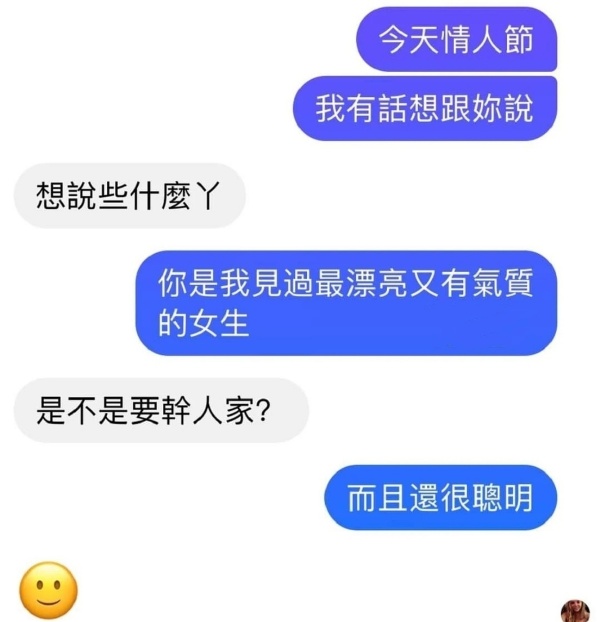 今天情人節
我有話想跟妳說
想說些什麼丫
你是我見過最漂亮又有氣質
的女生
是不是要幹人家?
而且還很聰明